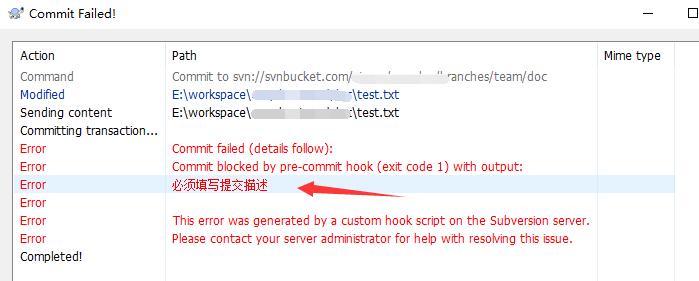 Commit Failed!
Action Path Mime type
Command Commit to svn://svnbucket.com/ ranches/team/doc
Modified E:\workspace\ \test.txt
Sending content E:\workspace\ \test.txt
Committing transaction...
Error Commit failed (details follow):
Error Commit blocked by pre-commit hook (exit code 1) with output:
Error 必须填写提交描述
Error
Error This error was generated by a custom hook script on the Subversion server.
Error Please contact your server administrator for help with resolving this issue.
Completed!